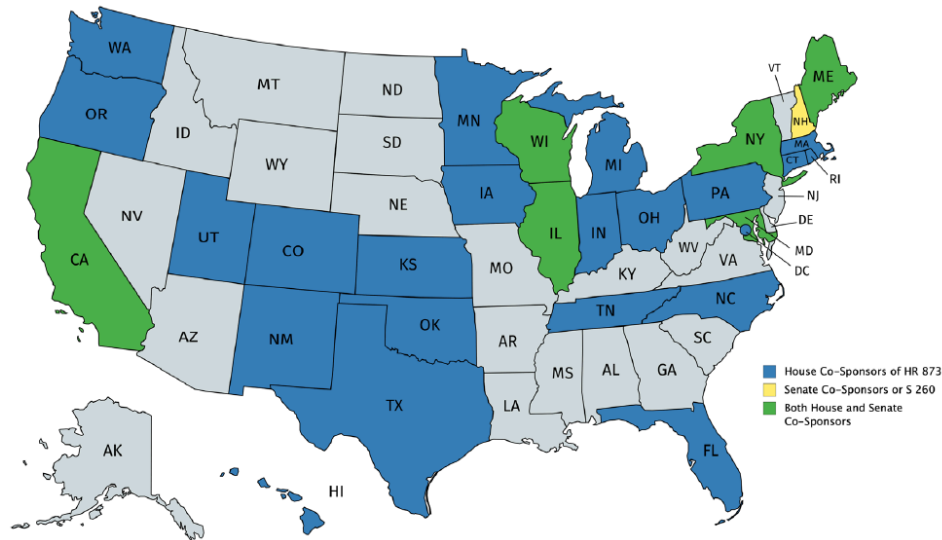 WA
OR
ID
MT
ND
SD
WY
NE
MN
IA
WI
MI
IL
IN
OH
PA
NY
VT
NH
ME
MA
CT
RI
NJ
DE
MD
DC
CA
NV
UT
CO
KS
MO
KY
WV
VA
AZ
NM
OK
AR
TN
NC
SC
TX
LA
MS
AL
GA
FL
AK
HI
House Co-Sponsors of HR 873
Senate Co-Sponsors or S 260
Both House and Senate
Co-Sponsors